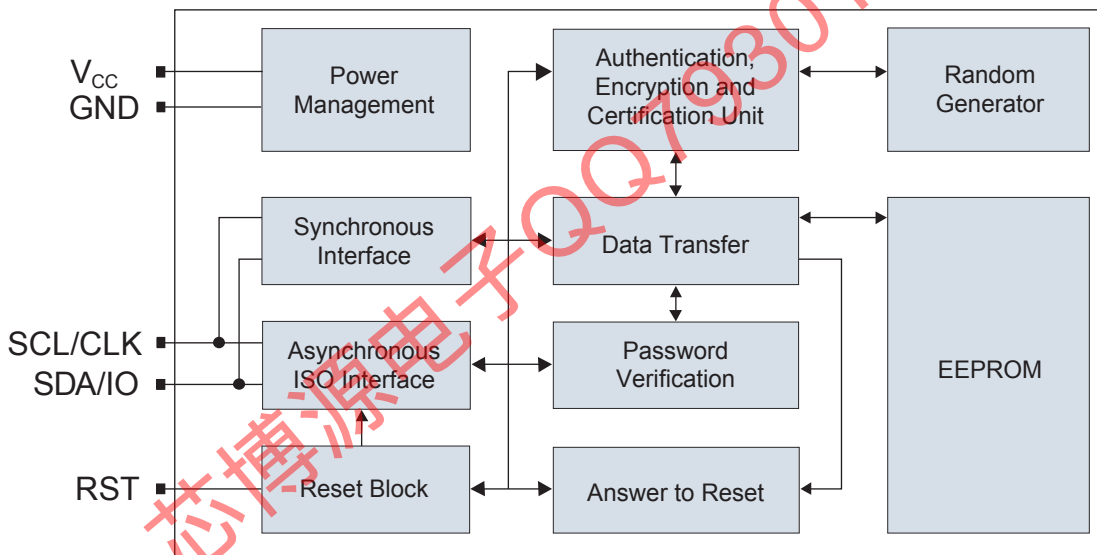 V_CC
GND
SCL/CLK
SDA/IO
RST
Power
Management
Authentication,
Encryption and
Certification Unit
Random
Generator
Synchronous
Interface
Data Transfer
Asynchronous
ISO Interface
Password
Verification
EEPROM
Reset Block
Answer to Reset
芯博源电子QQ79301